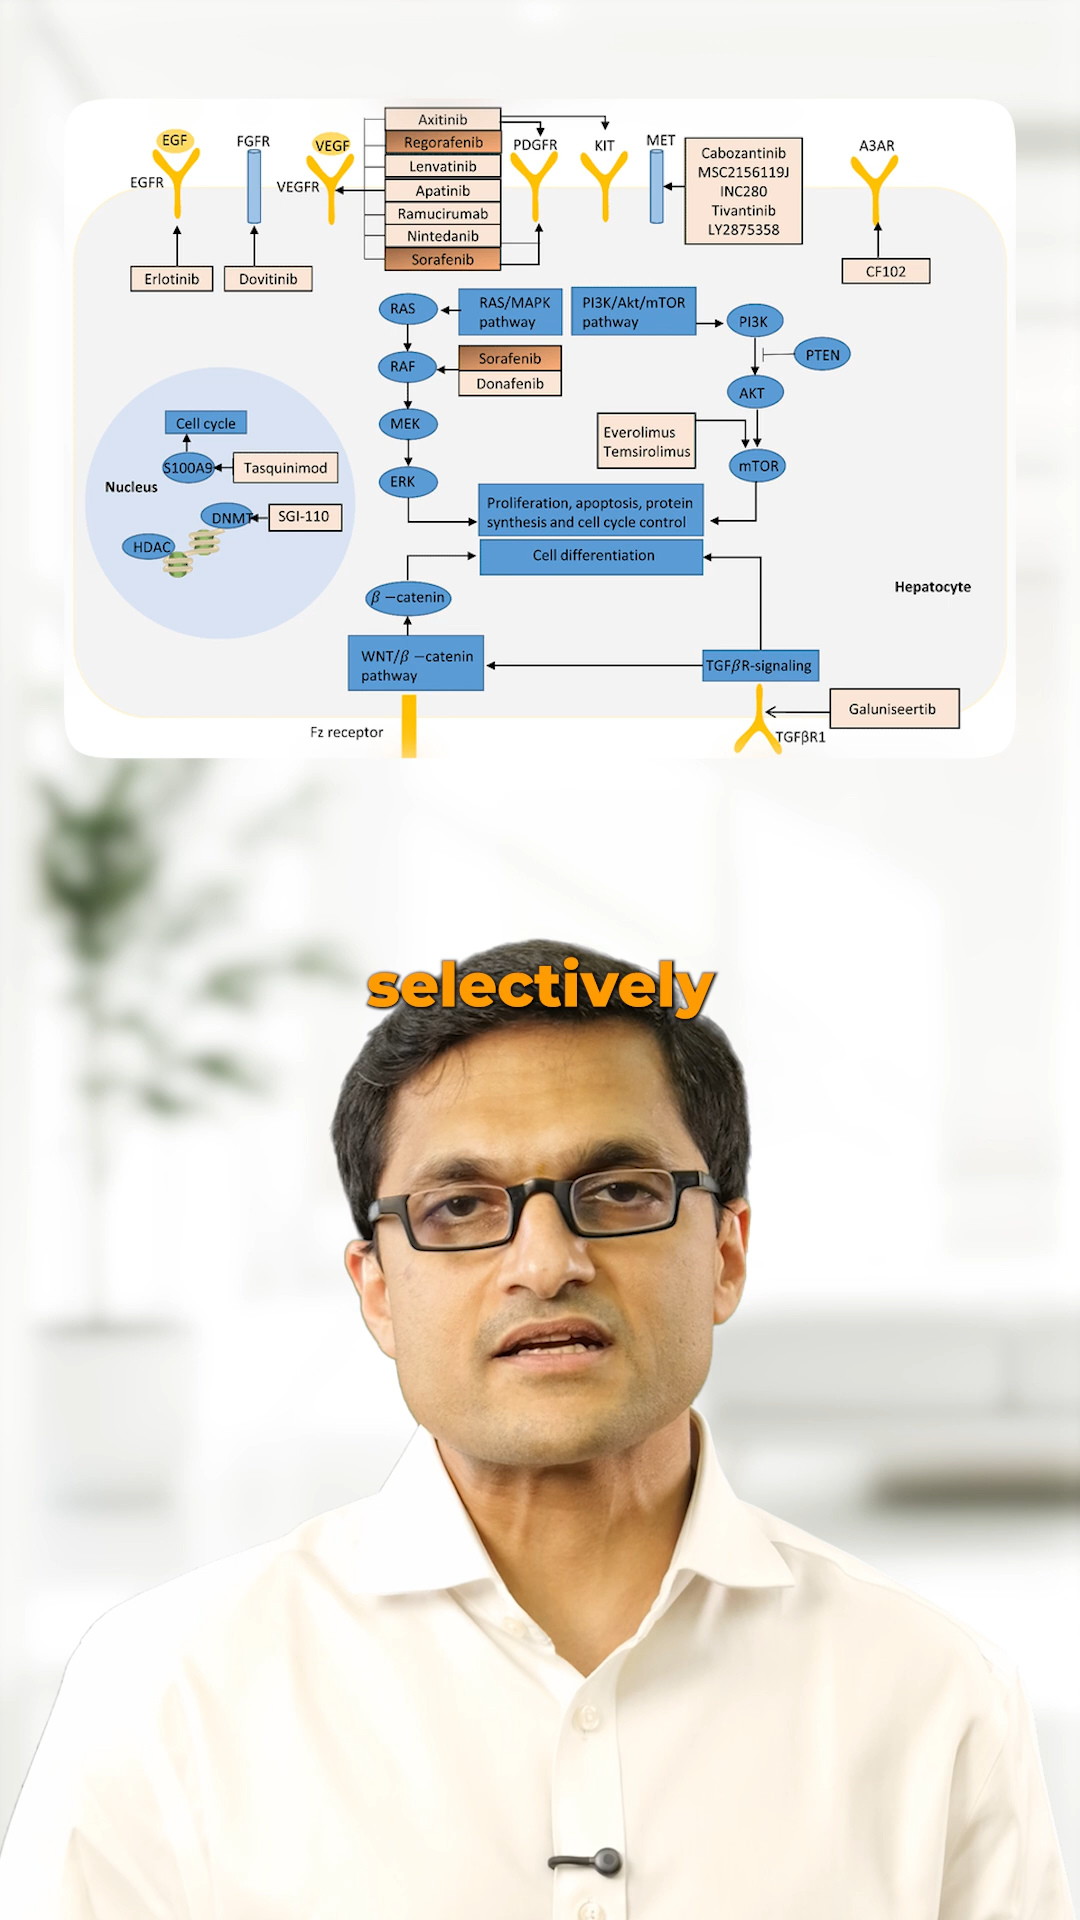 EGF
EGFR
Erlotinib
FGFR
Dovitinib
VEGF
VEGFR
Axitinib
Regorafenib
Lenvatinib
Apatinib
Ramucirumab
Nintedanib
Sorafenib
PDGFR
KIT
MET
Cabozantinib
MSC2156119J
INC280
Tivantinib
LY2875358
A3AR
CF102
RAS
RAS/MAPK
pathway
PI3K/Akt/mTOR
pathway
PI3K
PTEN
RAF
Sorafenib
Donafenib
AKT
MEK
Everolimus
Temsirolimus
mTOR
ERK
Proliferation, apoptosis, protein
synthesis and cell cycle control
Cell differentiation
Cell cycle
S100A9
Tasquinimod
Nucleus
DNMT
SGI-110
HDAC
Hepatocyte
β −catenin
WNT/β −catenin
pathway
TGFβR-signaling
Galuniseertib
Fz receptor
TGFβR1
selectively